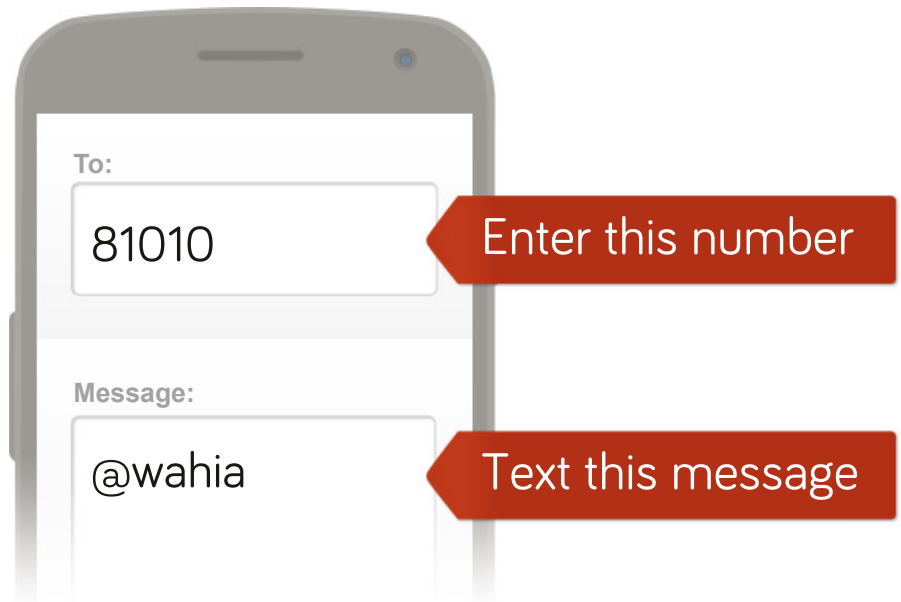 To:
81010
Enter this number
Message:
@wahia
Text this message